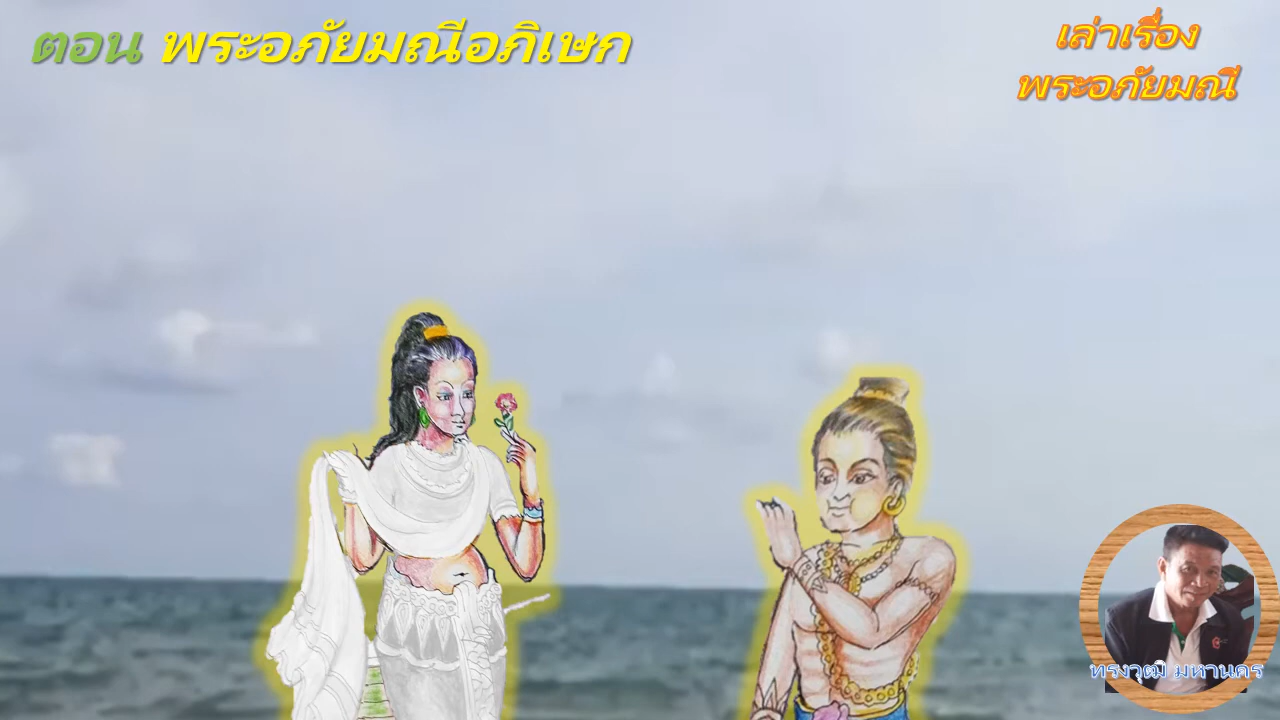 ตอน พระอภัยมณีอภิเษก
เล่าเรื่อง
พระอภัยมณี
ทรงวุฒิ มหานคร